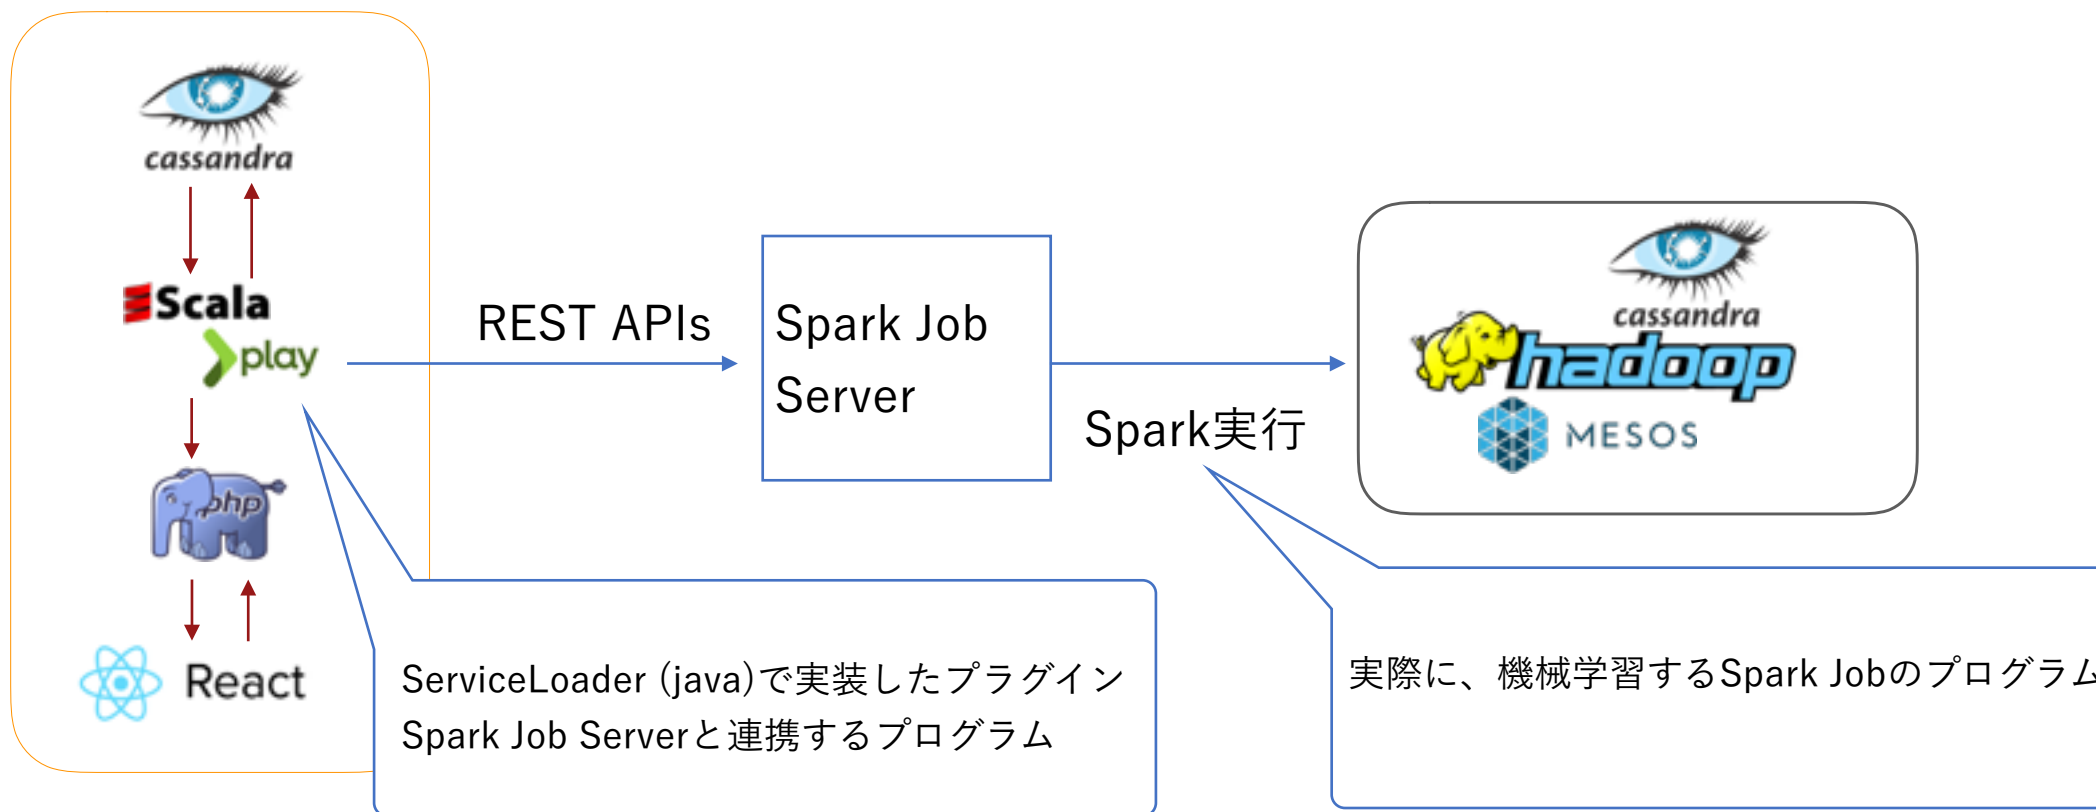 cassandra
Scala
play
php
React
REST APIs
Spark Job
Server
Spark実行
cassandra
hadoop
MESOS
ServiceLoader (java)で実装したプラグイン
Spark Job Serverと連携するプログラム
実際に、機械学習するSpark Jobのプログラム